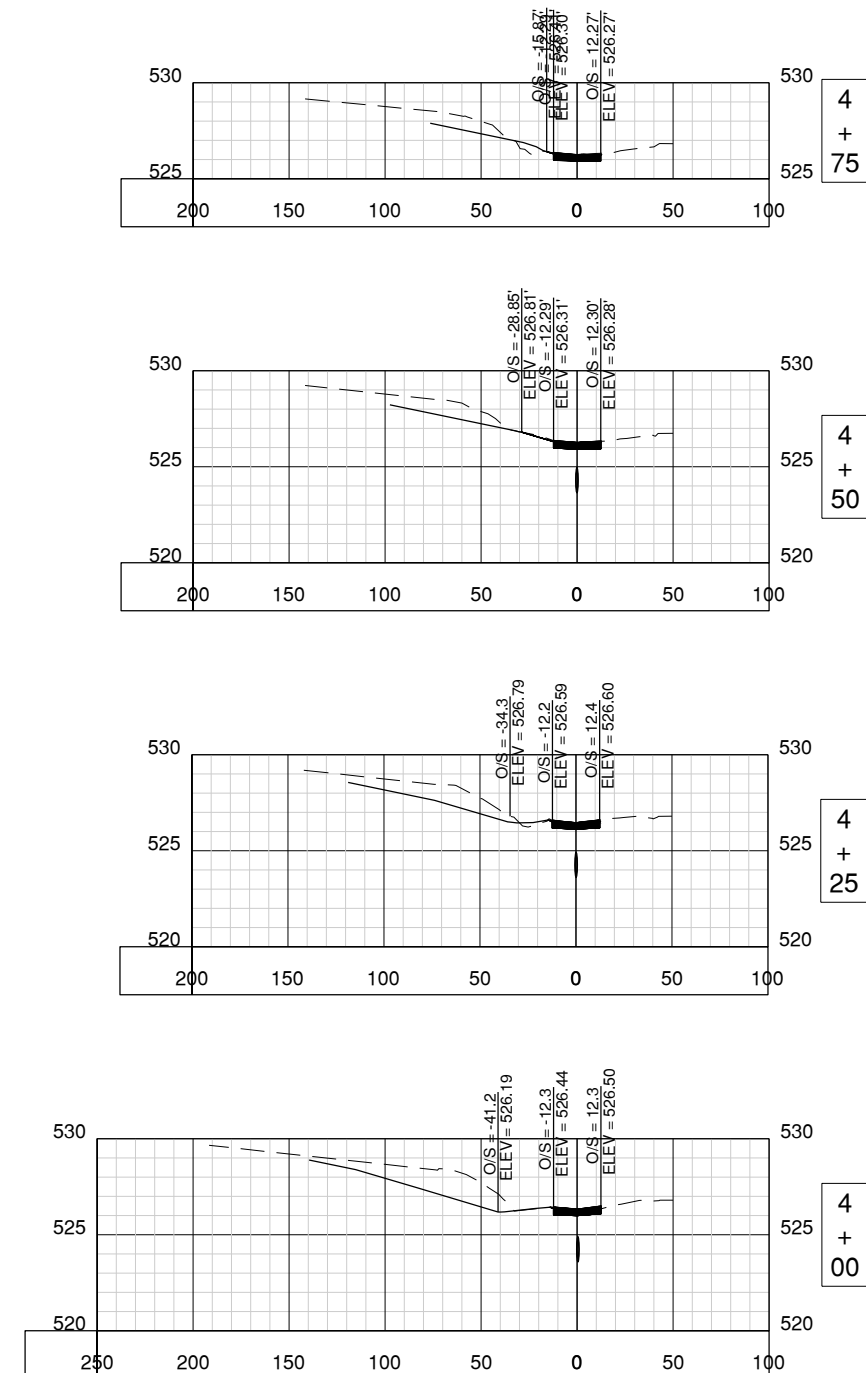 O/S = -15.87'
O/S = 12.27'
ELEV = 526.30'
ELEV = 526.27'
530
530
525
525
200 150 100 50 0 50 100
4
+
75
O/S = -28.85'
ELEV = 526.81'
O/S = -12.29'
ELEV = 526.31'
O/S = 12.30'
ELEV = 526.28'
530
530
525
525
520
520
200 150 100 50 0 50 100
4
+
50
O/S = -34.3
ELEV = 526.79
O/S = -12.2
ELEV = 526.59
O/S = 12.4
ELEV = 526.60
530
530
525
525
520
520
200 150 100 50 0 50 100
4
+
25
O/S = -41.2
ELEV = 526.19
O/S = -12.3
ELEV = 526.44
O/S = 12.3
ELEV = 526.50
530
530
525
525
520
520
250 200 150 100 50 0 50 100
4
+
00